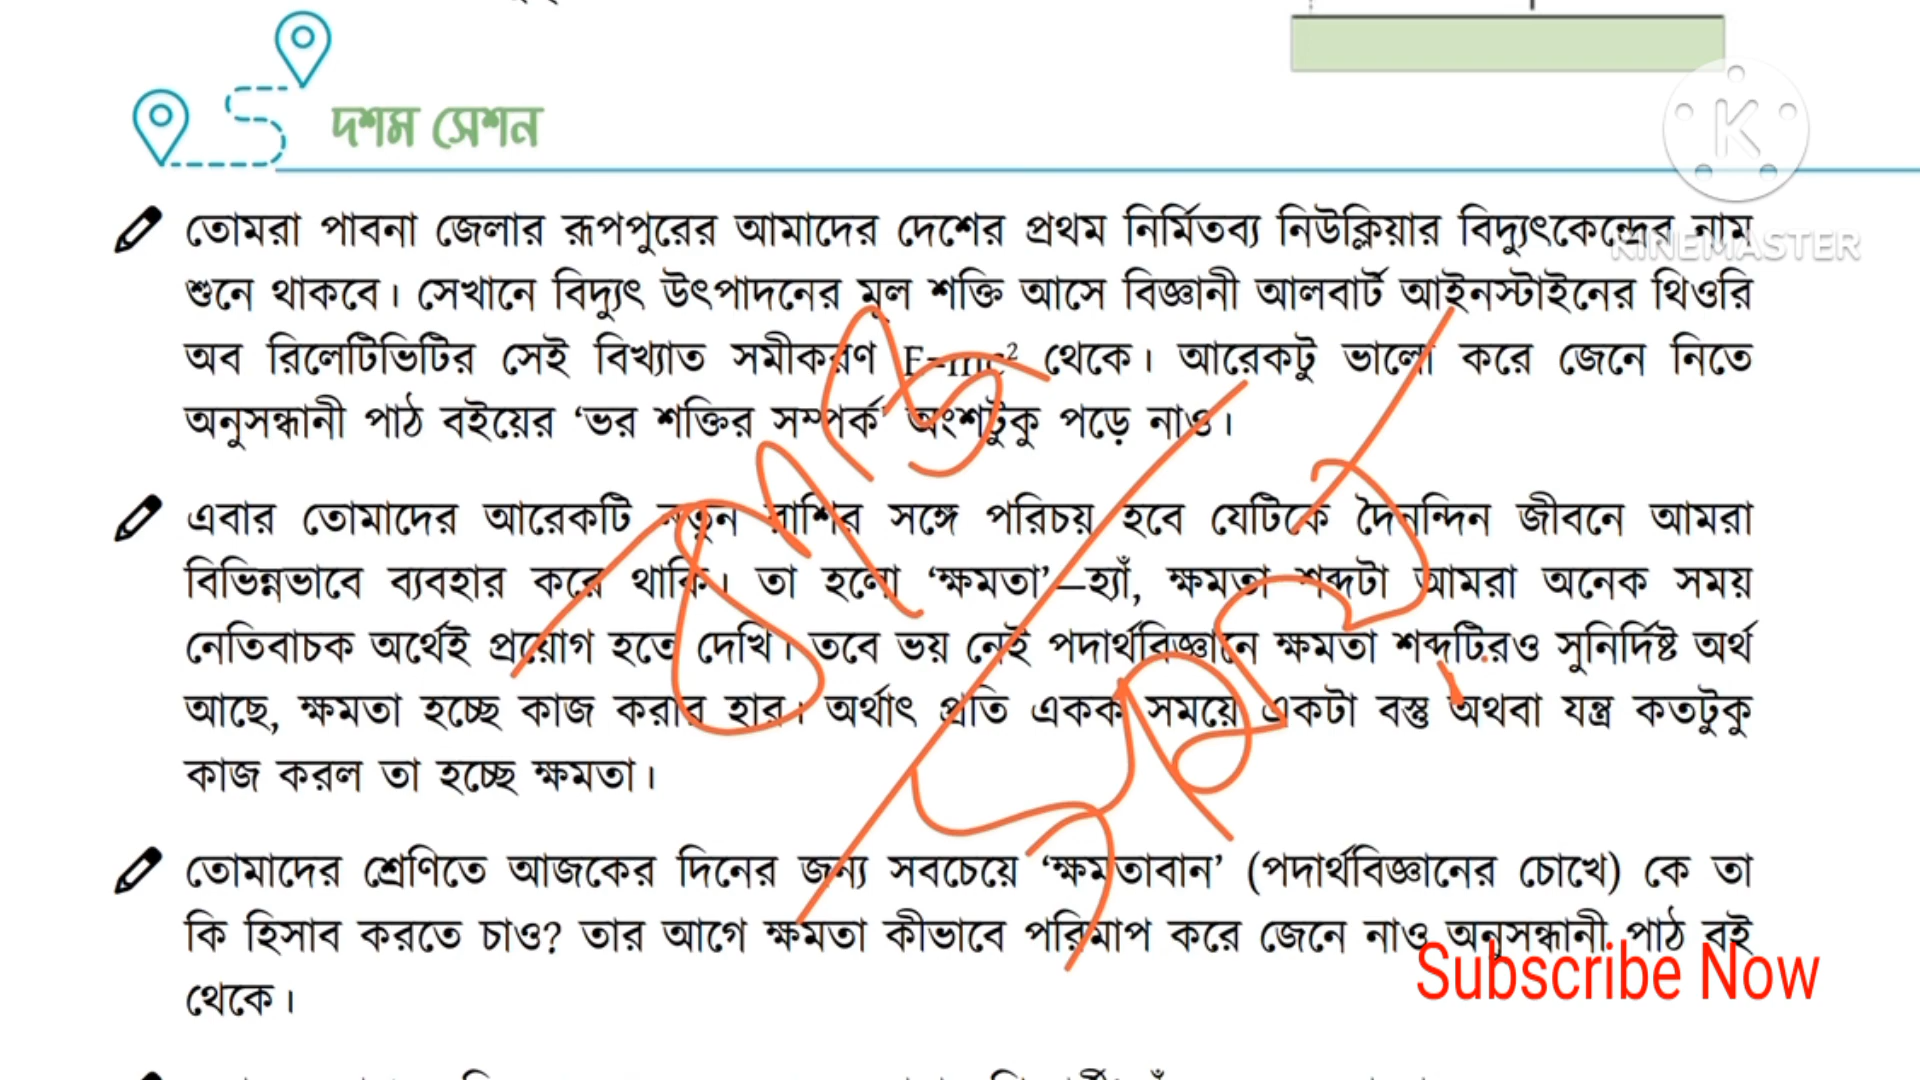 দশম সেশন
তোমরা পাবনা জেলার রূপপুরের আমাদের দেশের প্রথম নির্মিতব্য নিউক্লিয়ার বিদ্যুৎকেন্দ্রের নাম
KINEMASTER
শুনে থাকবে। সেখানে বিদ্যুৎ উৎপাদনের মূল শক্তি আসে বিজ্ঞানী আলবার্ট আইনস্টাইনের থিওরি
অব রিলেটিভিটির সেই বিখ্যাত সমীকরণ E=mc² থেকে। আরেকটু ভালো করে জেনে নিতে
অনুসন্ধানী পাঠ বইয়ের ‘ভর শক্তির সম্পর্ক’ অংশটুকু পড়ে নাও।
এবার তোমাদের আরেকটি নতুন রাশির সঙ্গে পরিচয় হবে যেটিকে দৈনন্দিন জীবনে আমরা
বিভিন্নভাবে ব্যবহার করে থাকি। তা হলো ‘ক্ষমতা’—হ্যাঁ, ক্ষমতা শব্দটা আমরা অনেক সময়
নেতিবাচক অর্থেই প্রয়োগ হতে দেখি। তবে ভয় নেই পদার্থবিজ্ঞানে ক্ষমতা শব্দটিরও সুনির্দিষ্ট অর্থ
আছে, ক্ষমতা হচ্ছে কাজ করার হার। অর্থাৎ প্রতি একক সময়ে একটা বস্তু অথবা যন্ত্র কতটুকু
কাজ করল তা হচ্ছে ক্ষমতা।
তোমাদের শ্রেণিতে আজকের দিনের জন্য সবচেয়ে ‘ক্ষমতাবান’ (পদার্থবিজ্ঞানের চোখে) কে তা
কি হিসাব করতে চাও? তার আগে ক্ষমতা কীভাবে পরিমাপ করে জেনে নাও অনুসন্ধানী পাঠ বই
থেকে।
Subscribe Now